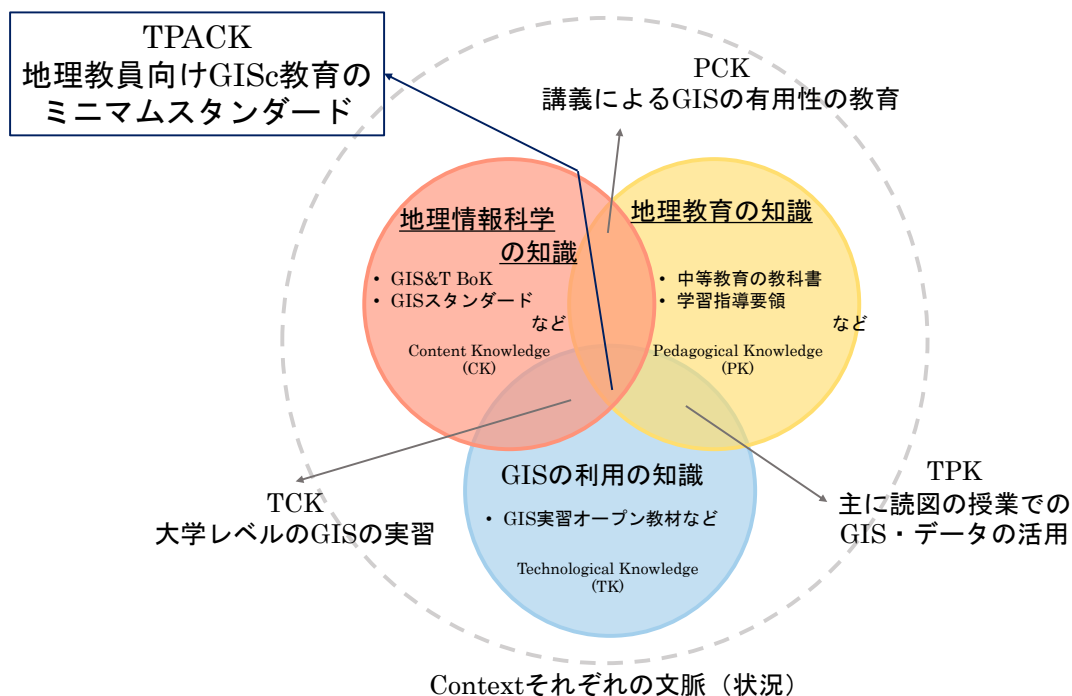 TPACK
地理教員向けGISc教育の
ミニマムスタンダード
PCK
講義によるGISの有用性の教育
地理情報科学
の知識
• GIS&T BoK
• GISスタンダード
など
Content Knowledge
(CK)
地理教育の知識
• 中等教育の教科書
• 学習指導要領
など
Pedagogical Knowledge
(PK)
GISの利用の知識
• GIS実習オープン教材など
Technological Knowledge
(TK)
TCK
大学レベルのGISの実習
TPK
主に読図の授業での
GIS・データの活用
Contextそれぞれの文脈（状況）